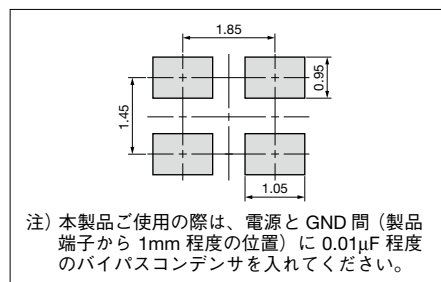 1.85
0.95
1.45
1.05
注) 本製品ご使用の際は、電源と GND 間（製品
端子から 1mm 程度の位置）に 0.01μF 程度
のバイパスコンデンサを入れてください。